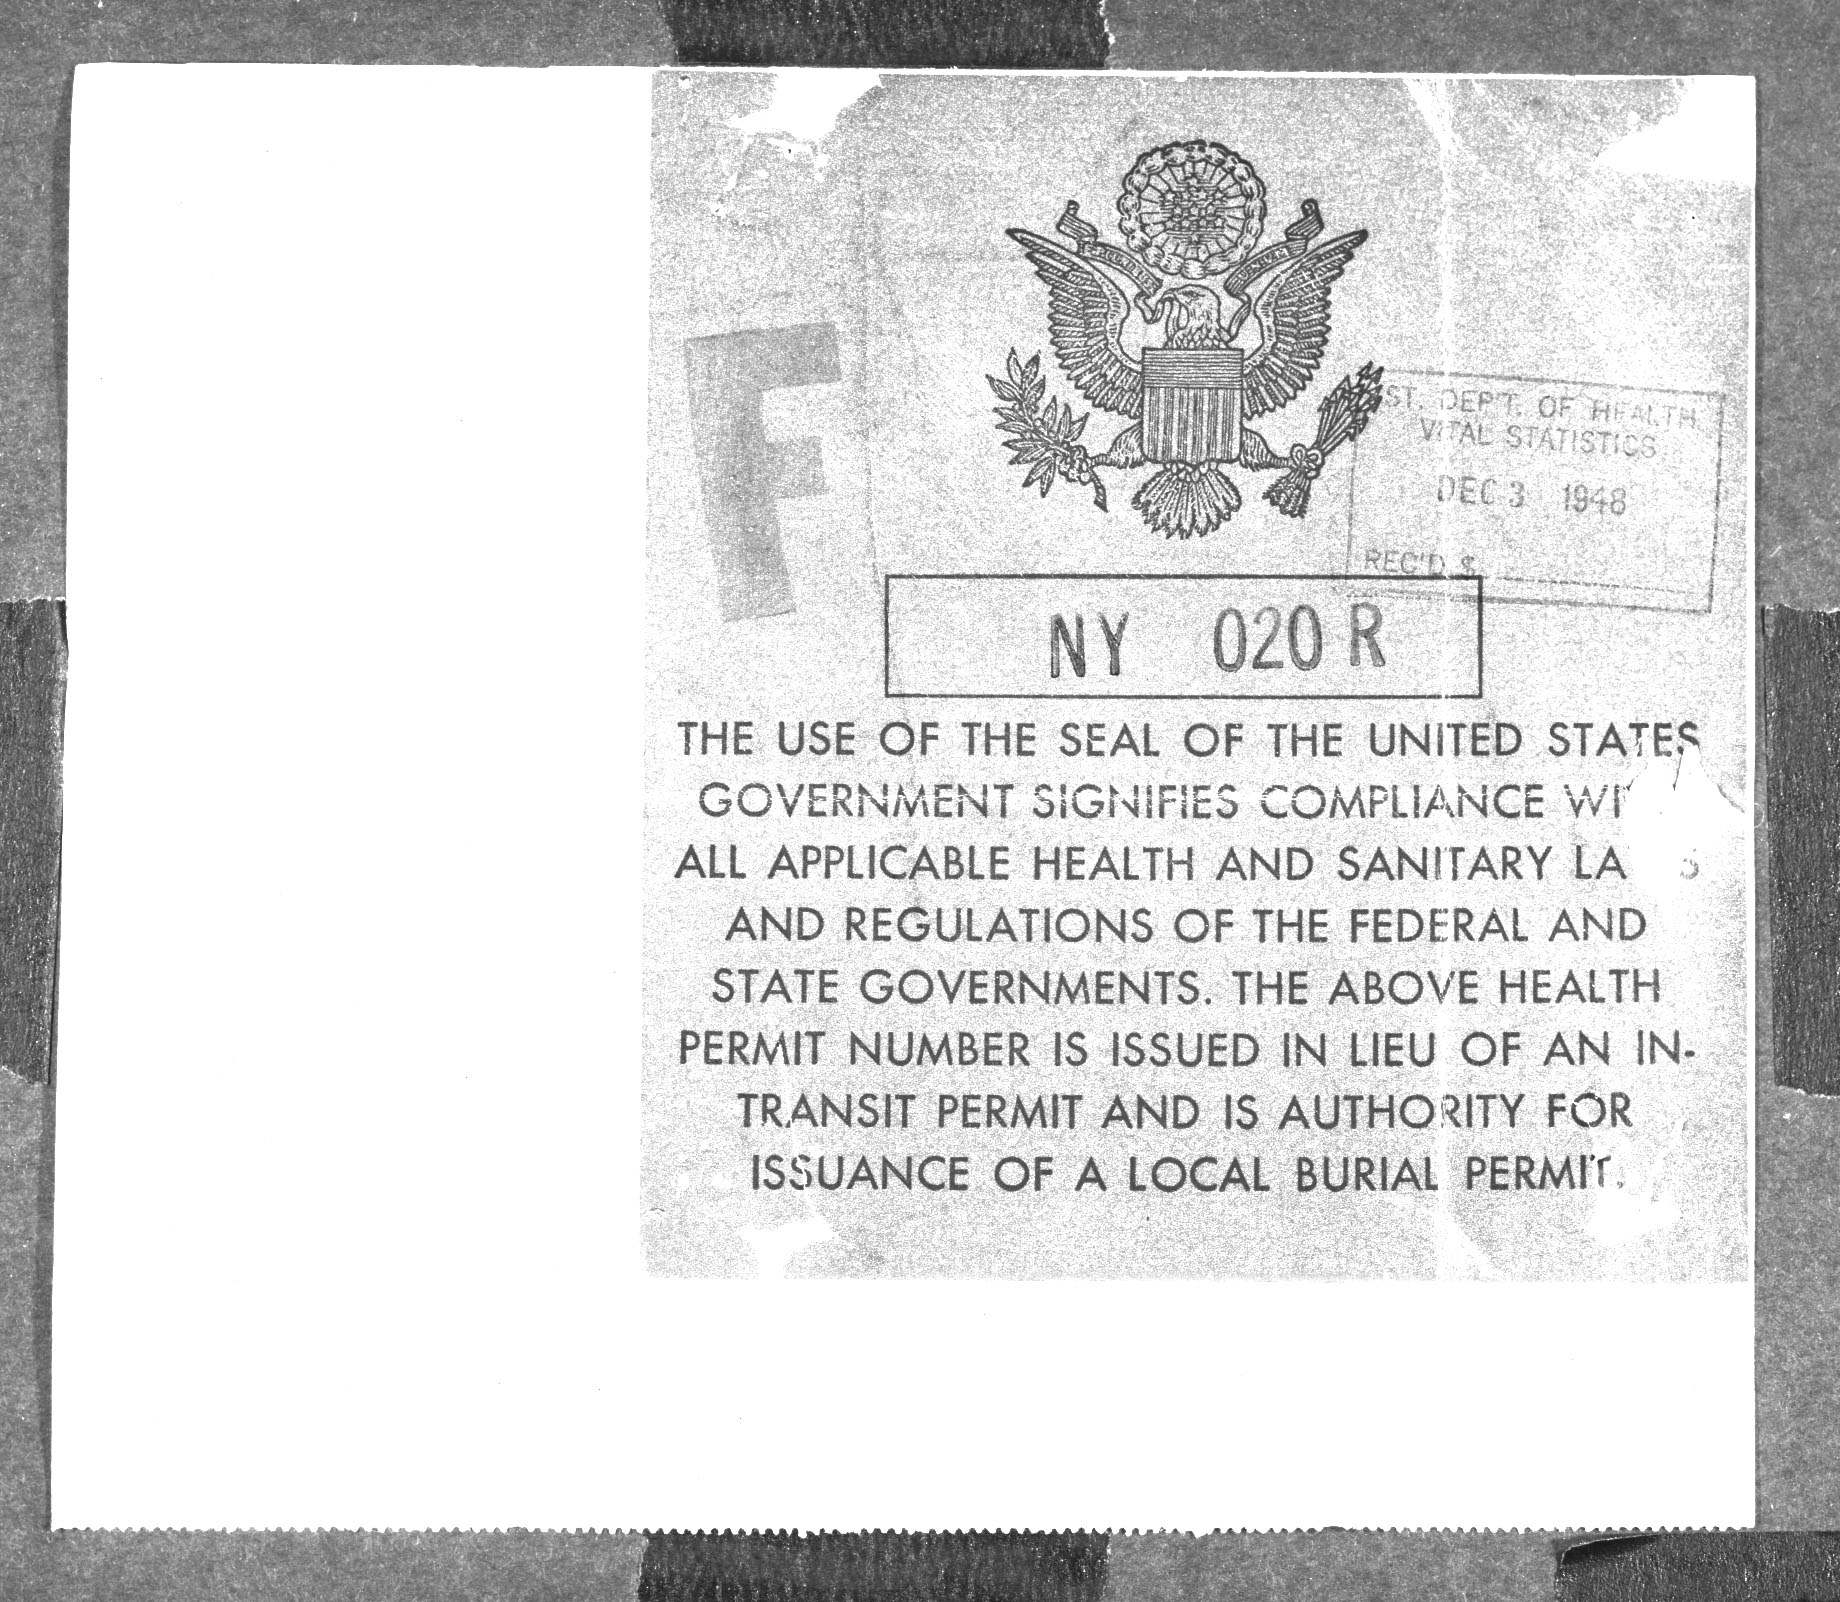 F
ST. DEP'T. OF HEALTH
VITAL STATISTICS
DEC 3 1948
REC'D $
NY 020 R
THE USE OF THE SEAL OF THE UNITED STATES
GOVERNMENT SIGNIFIES COMPLIANCE WI
ALL APPLICABLE HEALTH AND SANITARY LA S
AND REGULATIONS OF THE FEDERAL AND
STATE GOVERNMENTS. THE ABOVE HEALTH
PERMIT NUMBER IS ISSUED IN LIEU OF AN IN-
TRANSIT PERMIT AND IS AUTHORITY FOR
ISSUANCE OF A LOCAL BURIAL PERMIT.